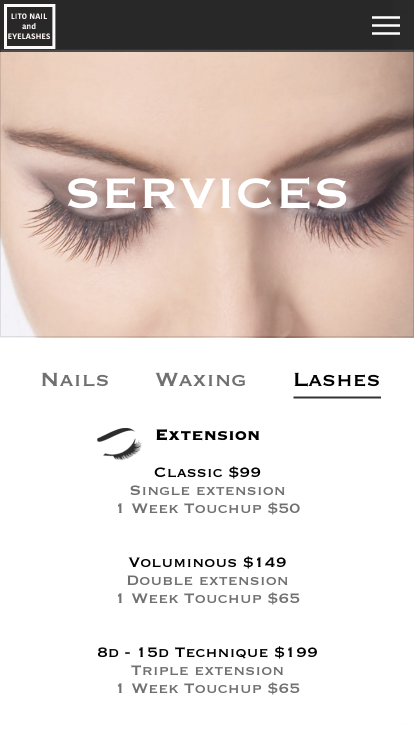 LITO NAIL
and
EYELASHES
SERVICES
NAILS WAXING LASHES
EXTENSION
CLASSIC $99
SINGLE EXTENSION
1 WEEK TOUCHUP $50
VOLUMINOUS $149
DOUBLE EXTENSION
1 WEEK TOUCHUP $65
8D - 15D TECHNIQUE $199
TRIPLE EXTENSION
1 WEEK TOUCHUP $65